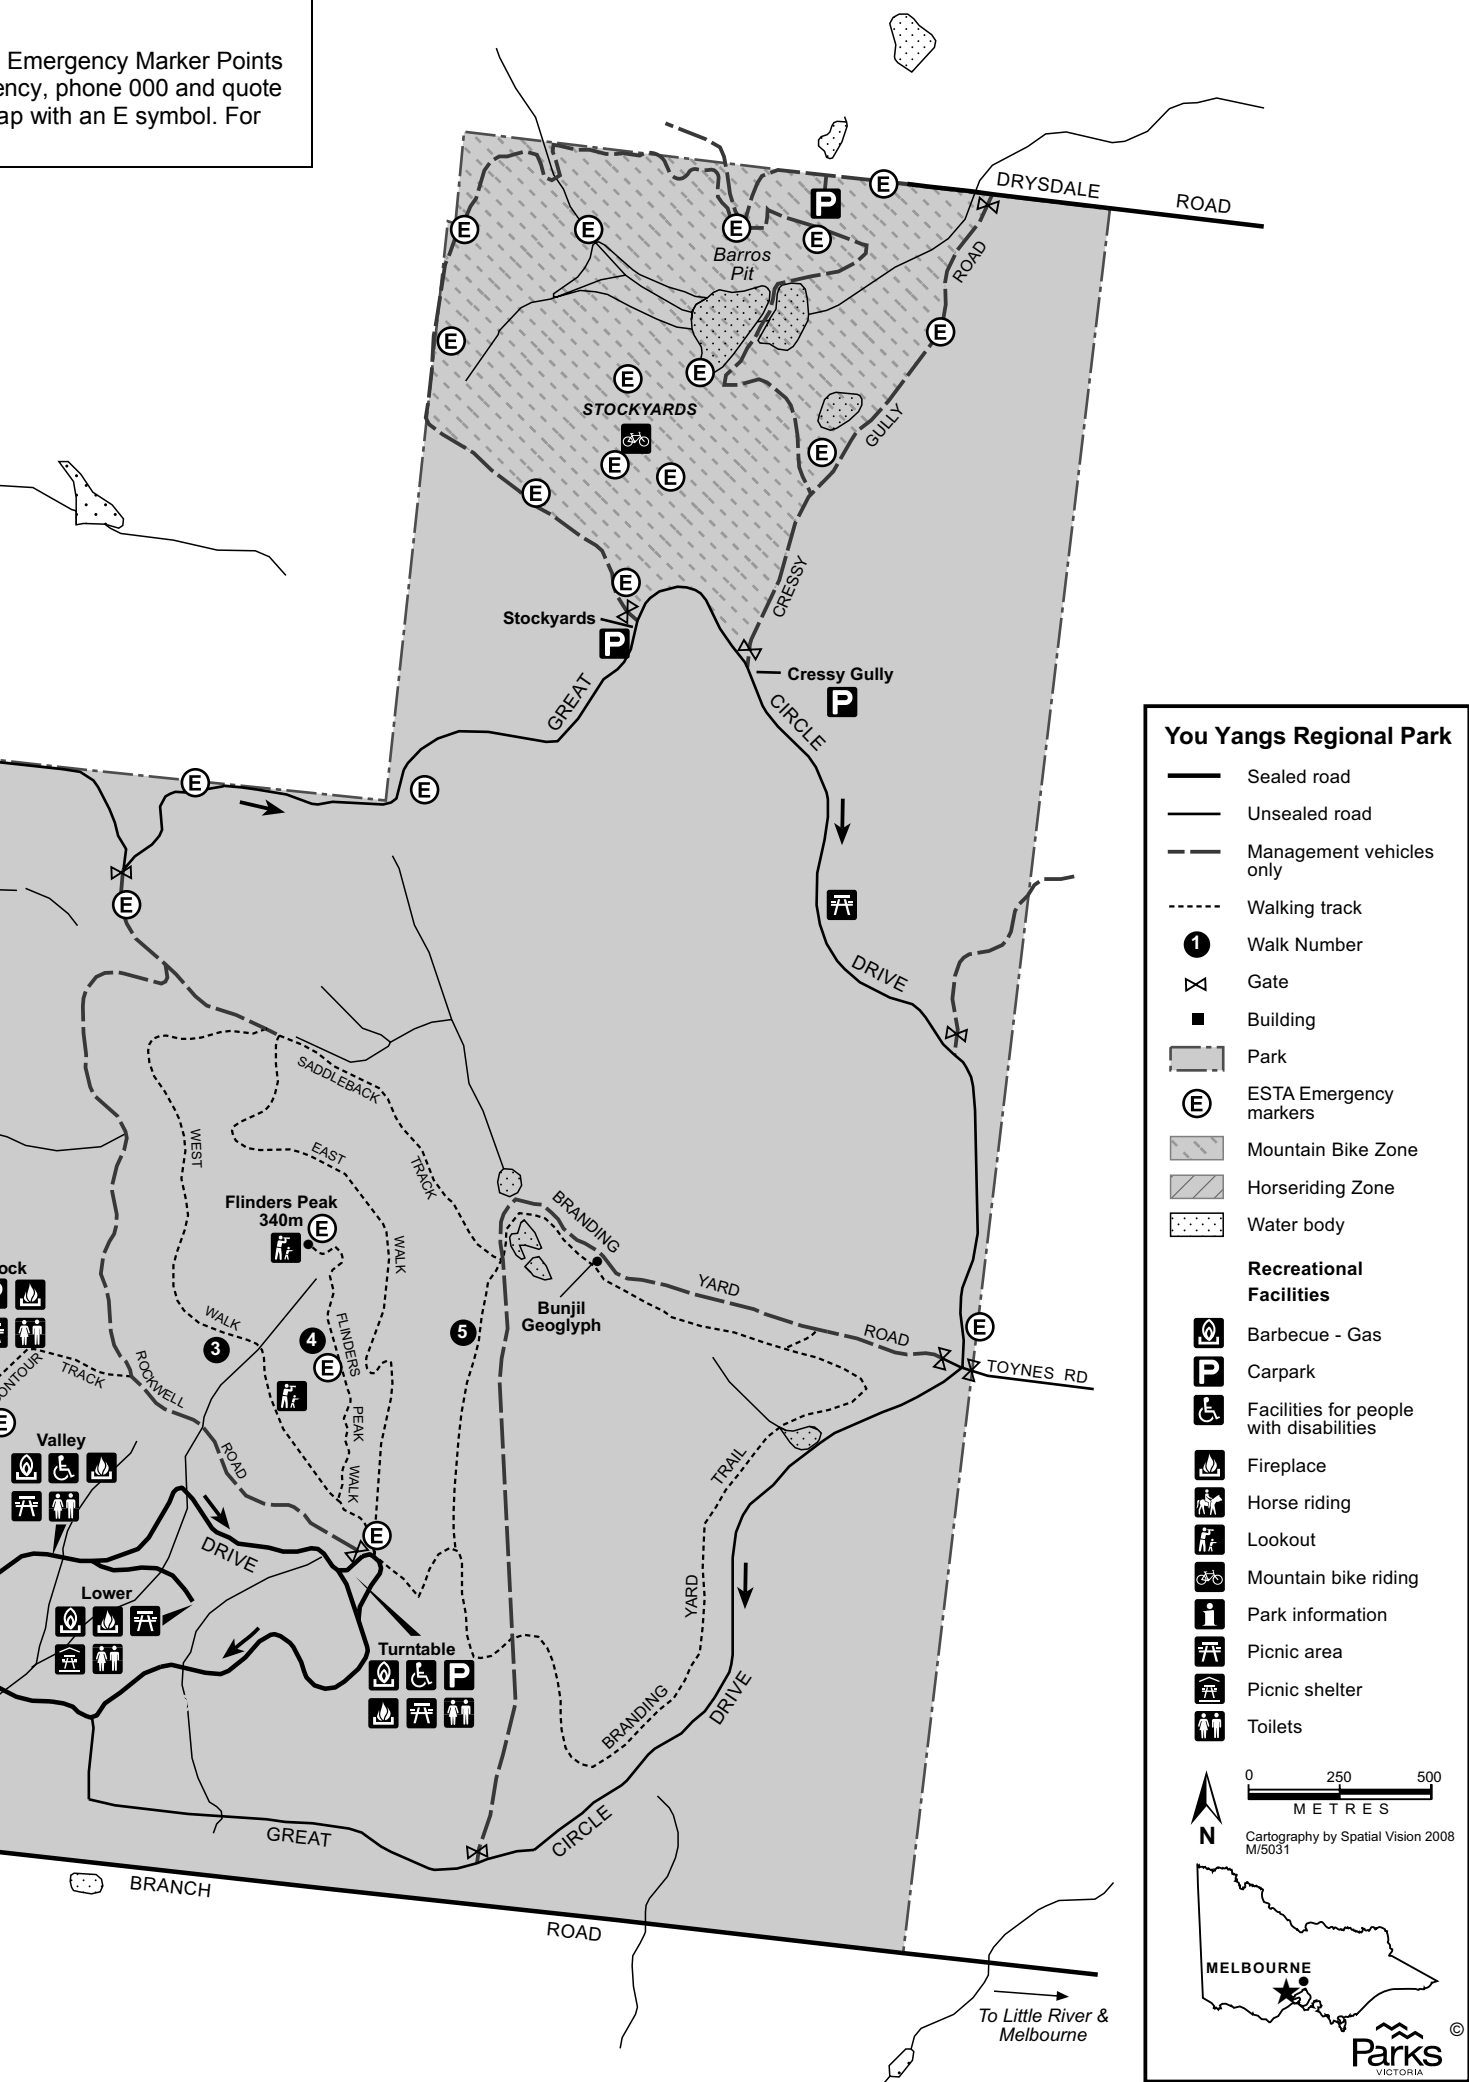 Emergency Marker Points
ency, phone 000 and quote
ap with an E symbol. For
DRYSDALE ROAD
E
P
E
E
E
E
E
Barros
Pit
ROAD
E
E
E
E
STOCKYARDS
GULLY
E
E
E
E
E
CRESSY
Stockyards
P
Cressy Gully
P
GREAT
CIRCLE
E
E
E
DRIVE
SADDLEBACK
TRACK
WEST
WALK
EAST
WALK
Flinders Peak
340m
E
BRANDING
YARD
ROAD
Bunjil
Geoglyph
E
TOYNES RD
ock
3
4
5
E
FLINDERS
PEAK
WALK
ONTOUR
TRACK
ROCKWELL
ROAD
E
Valley
TRAIL
YARD
BRANDING
DRIVE
E
Lower
Turntable
P
DRIVE
CIRCLE
GREAT
BRANCH
ROAD
To Little River &
Melbourne
You Yangs Regional Park
Sealed road
Unsealed road
Management vehicles
only
Walking track
1 Walk Number
Gate
Building
Park
E ESTA Emergency
markers
Mountain Bike Zone
Horseriding Zone
Water body
Recreational
Facilities
Barbecue - Gas
P Carpark
Facilities for people
with disabilities
Fireplace
Horse riding
Lookout
Mountain bike riding
i Park information
Picnic area
Picnic shelter
Toilets
0 250 500
METRES
N
Cartography by Spatial Vision 2008
M/5031
MELBOURNE
©
Parks
VICTORIA